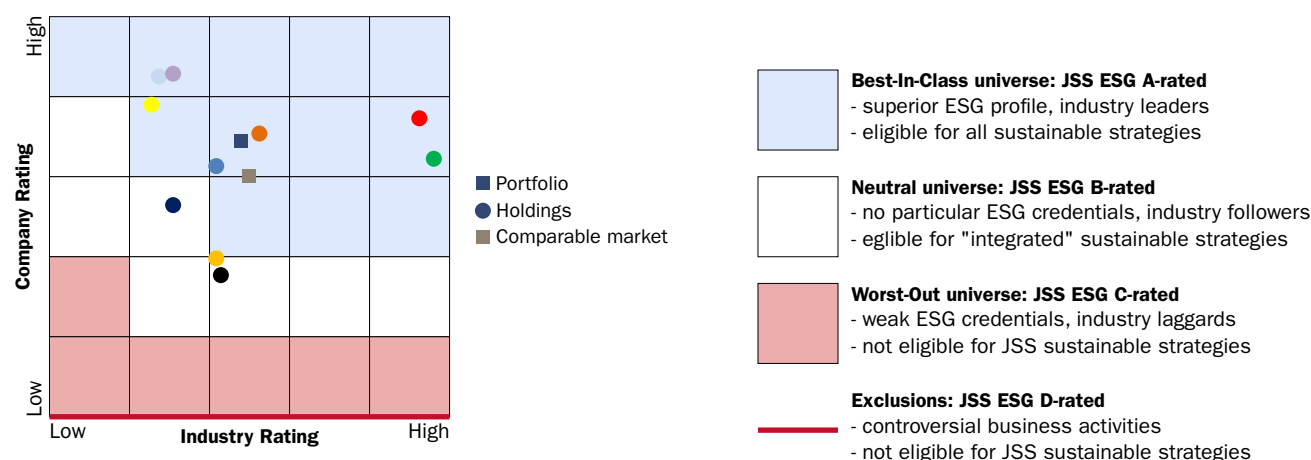 High
Company Rating
Low
Low
Industry Rating
High
Portfolio
Holdings
Comparable market
Best-In-Class universe: JSS ESG A-rated
- superior ESG profile, industry leaders
- eligible for all sustainable strategies
Neutral universe: JSS ESG B-rated
- no particular ESG credentials, industry followers
- eglible for "integrated" sustainable strategies
Worst-Out universe: JSS ESG C-rated
- weak ESG credentials, industry laggards
- not eligible for JSS sustainable strategies
Exclusions: JSS ESG D-rated
- controversial business activities
- not eligible for JSS sustainable strategies